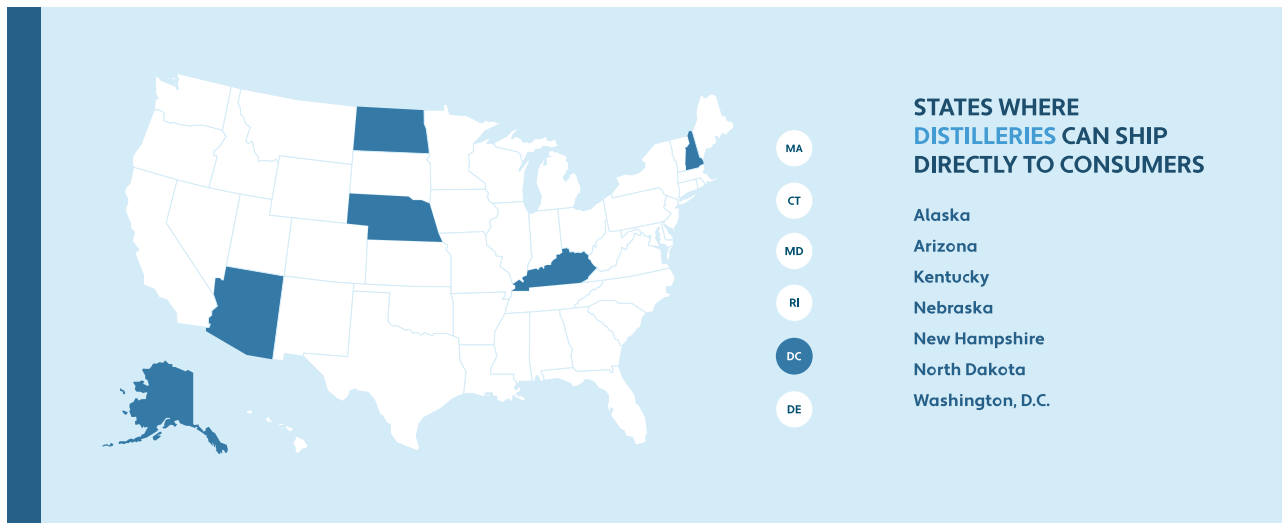 MA
CT
MD
RI
DC
DE
STATES WHERE
DISTILLERIES CAN SHIP
DIRECTLY TO CONSUMERS
Alaska
Arizona
Kentucky
Nebraska
New Hampshire
North Dakota
Washington, D.C.